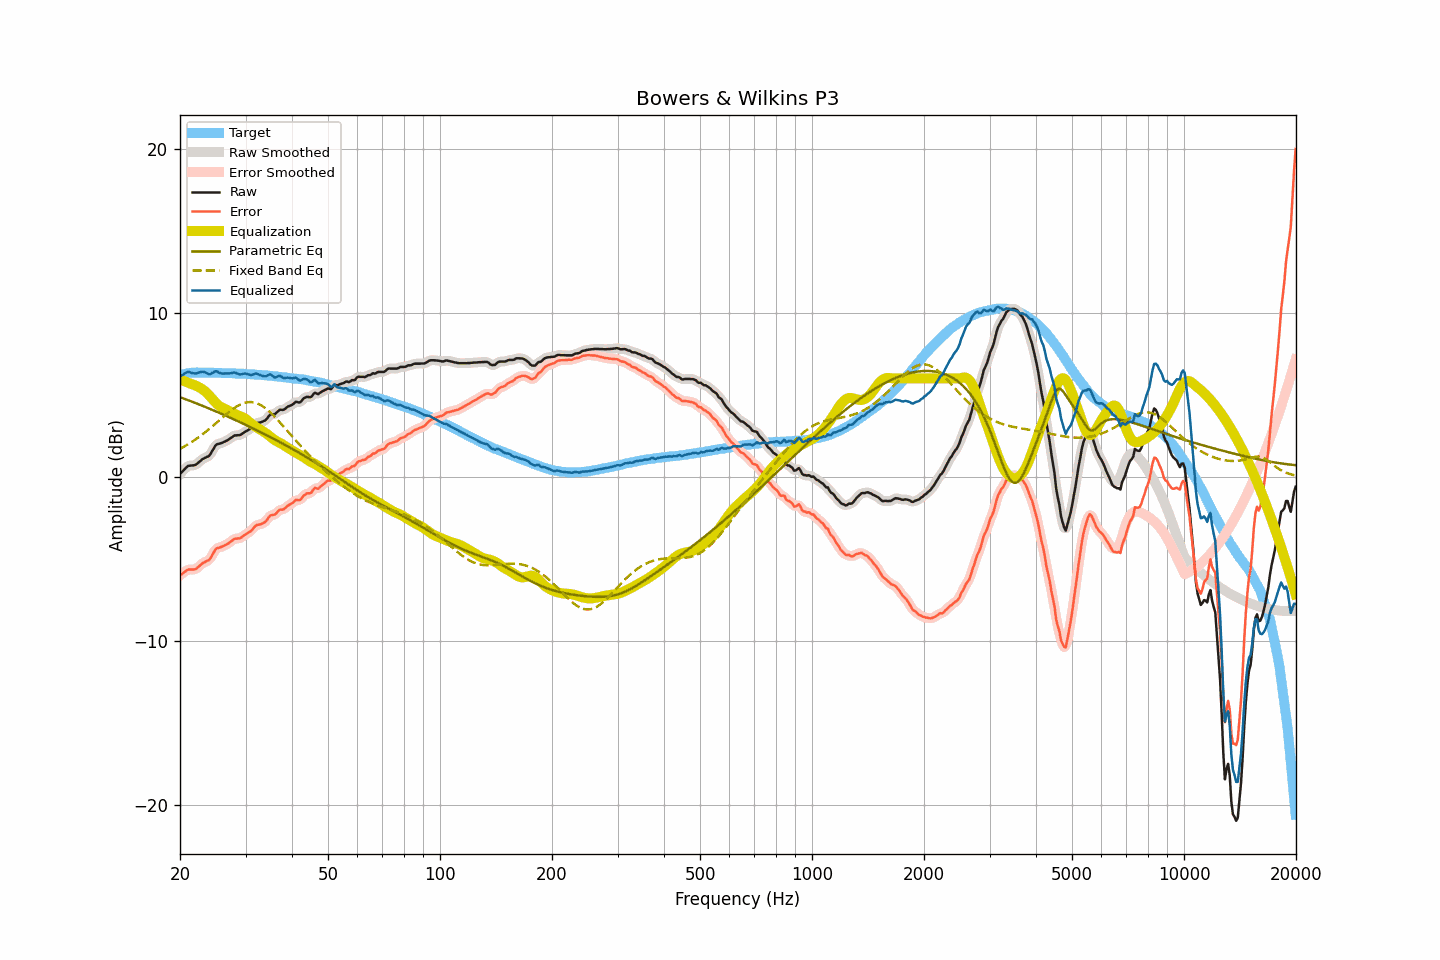 Bowers & Wilkins P3
Target
Raw Smoothed
Error Smoothed
Raw
Error
Equalization
Parametric Eq
Fixed Band Eq
Equalized
20
10
0
−10
−20
Amplitude (dBr)
20 50 100 200 500 1000 2000 5000 10000 20000
Frequency (Hz)